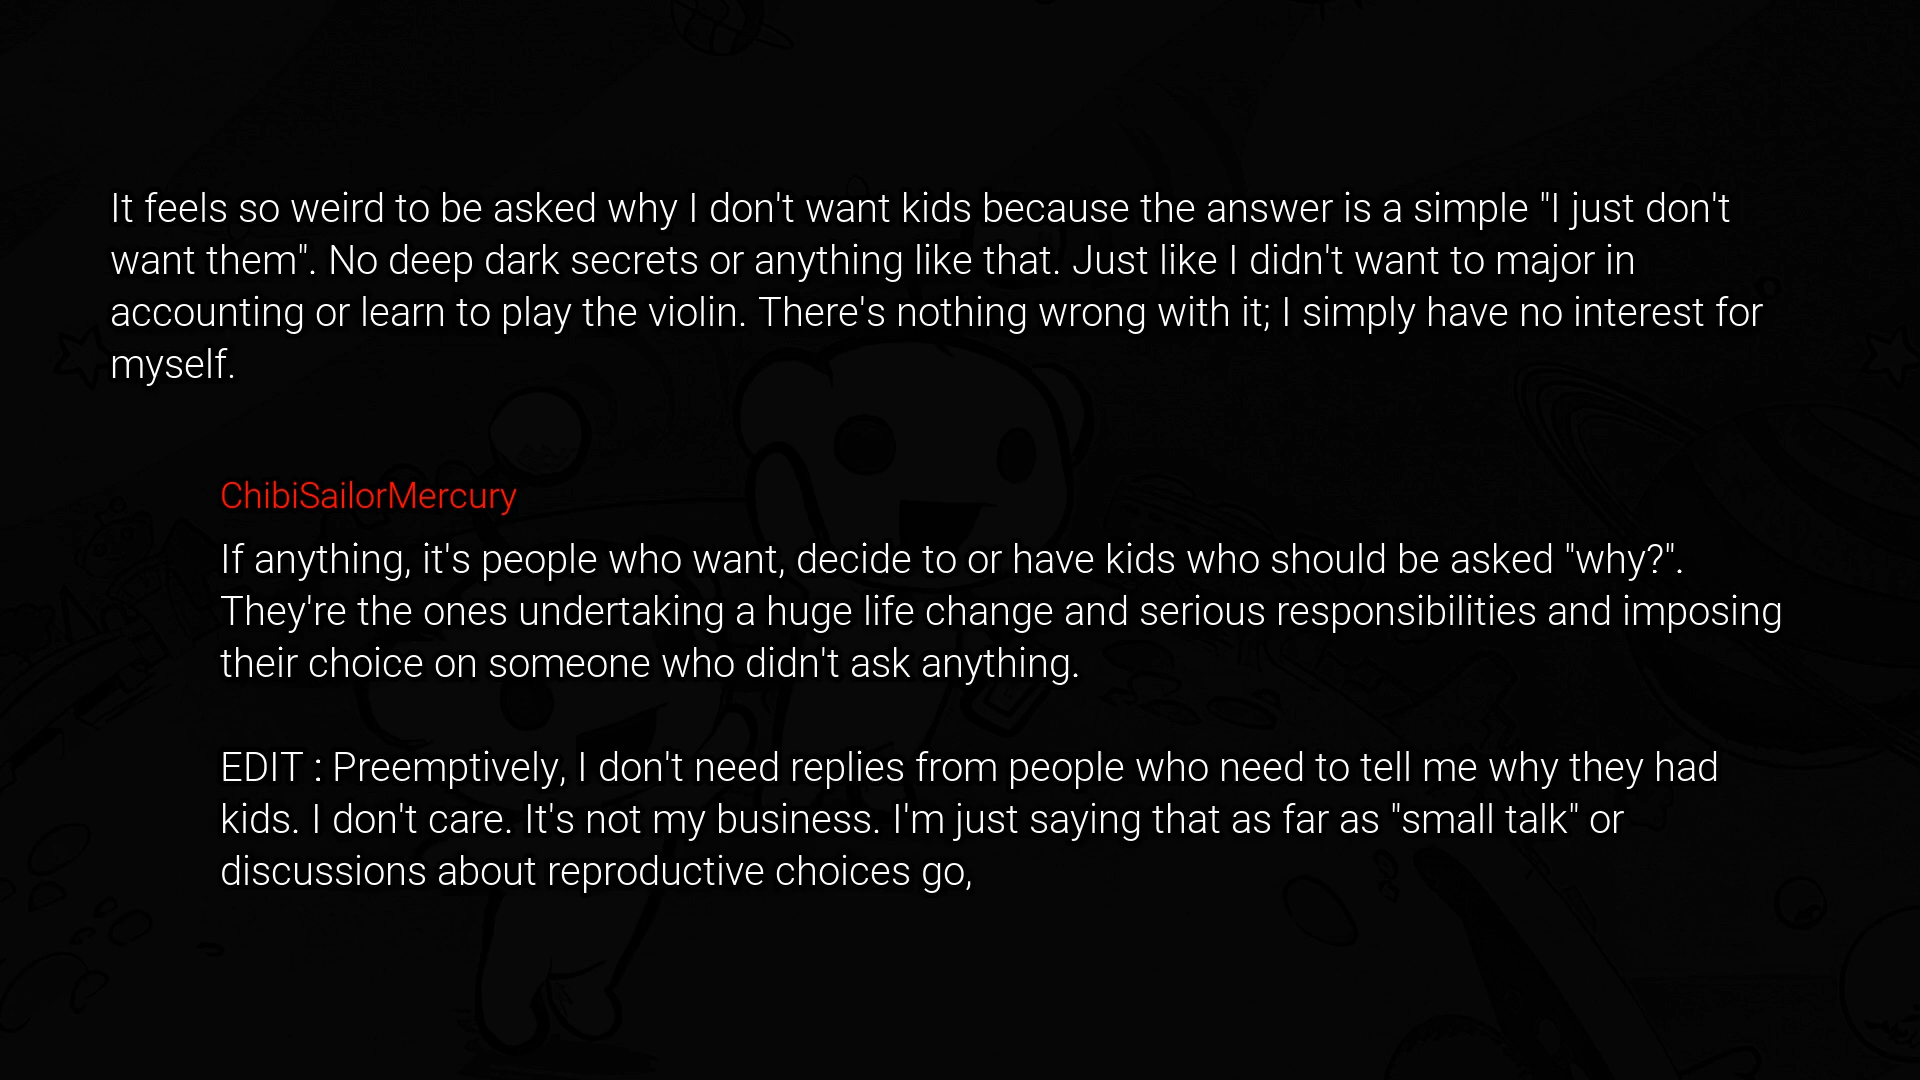 It feels so weird to be asked why I don't want kids because the answer is a simple "I just don't
want them". No deep dark secrets or anything like that. Just like I didn't want to major in
accounting or learn to play the violin. There's nothing wrong with it; I simply have no interest for
myself.
ChibiSailorMercury
If anything, it's people who want, decide to or have kids who should be asked "why?".
They're the ones undertaking a huge life change and serious responsibilities and imposing
their choice on someone who didn't ask anything.
EDIT : Preemptively, I don't need replies from people who need to tell me why they had
kids. I don't care. It's not my business. I'm just saying that as far as "small talk" or
discussions about reproductive choices go,